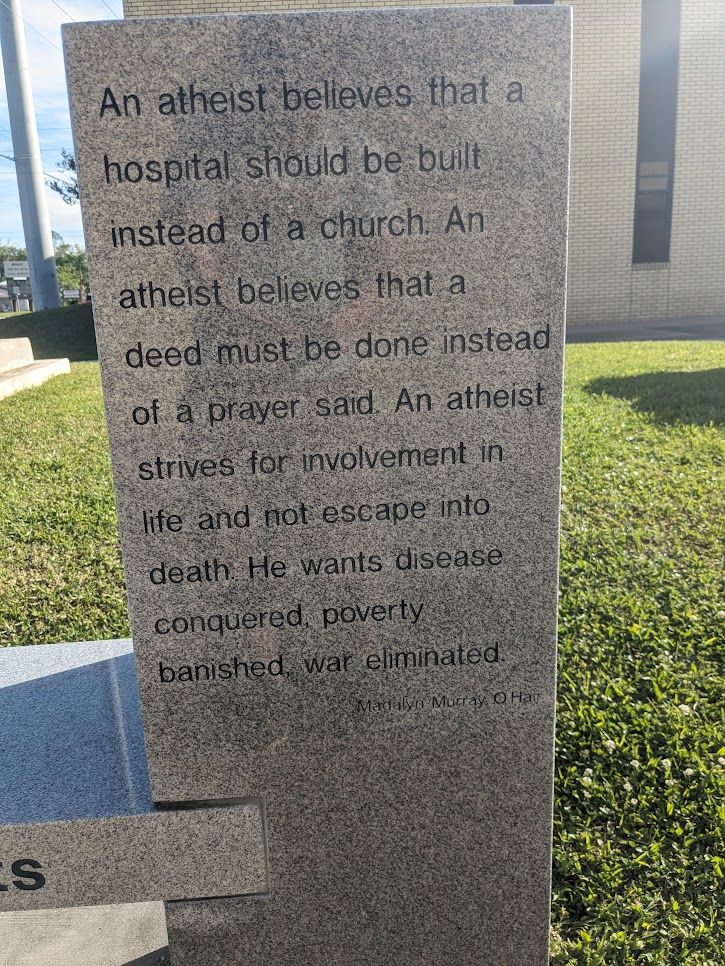 An atheist believes that a
hospital should be built
instead of a church. An
atheist believes that a
deed must be done instead
of a prayer said. An atheist
strives for involvement in
life and not escape into
death. He wants disease
conquered, poverty
banished, war eliminated.
Madalyn Murray O'Hair
ES